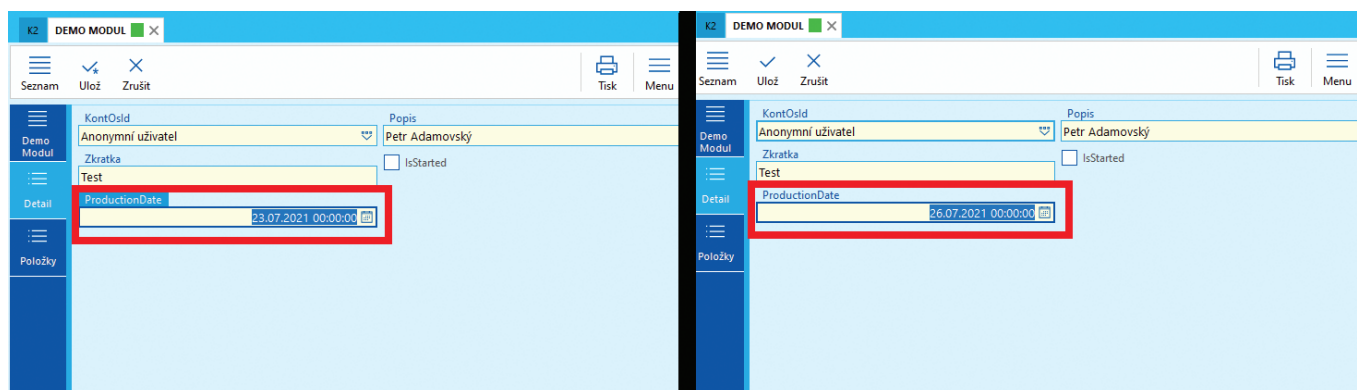 K2 DEMO MODUL
Seznam Ulož Zrušit Tisk Menu
Demo Modul
Detail
Položky
KontOsId Popis
Anonymní uživatel Petr Adamovský
Zkratka IsStarted
Test
ProductionDate
23.07.2021 00:00:00
K2 DEMO MODUL
Seznam Ulož Zrušit Tisk Menu
Demo Modul
Detail
Položky
KontOsId Popis
Anonymní uživatel Petr Adamovský
Zkratka IsStarted
Test
ProductionDate
26.07.2021 00:00:00